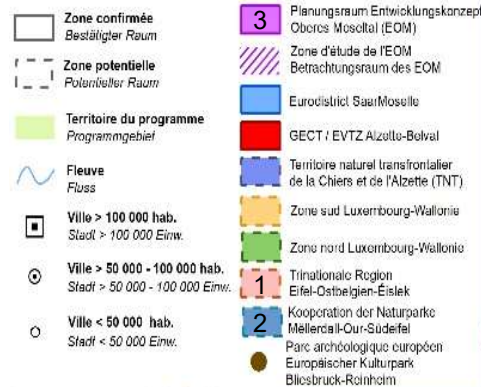 Zone confirmée
Bestätigter Raum
Zone potentielle
Potentieller Raum
Territoire du programme
Programmgebiet
Fleuve
Fluss
Ville > 100 000 hab.
Stadt > 100 000 Einw.
Ville > 50 000 - 100 000 hab.
Stadt > 50 000 - 100 000 Einw.
Ville < 50 000 hab.
Stadt < 50 000 Einw.
3
Planungsraum Entwicklungskonzept
Oberes Moseltal (EOM)
Zone d'étude de l'EOM
Betrachtungsraum des EOM
Eurodistrict SaarMoselle
GECT / EVTZ Alzette-Belval
Territoire naturel transfrontalier
de la Chiers et de l'Alzette (TNT)
Zone sud Luxembourg-Wallonie
Zone nord Luxembourg-Wallonie
1
Trinationale Region
Eifel-Ostbelgien-Éislek
2
Kooperation der Naturparke
Mëllerdall-Our-Südeifel
Parc archéologique européen
Europäischer Kulturpark
Bliesbruck-Reinheim